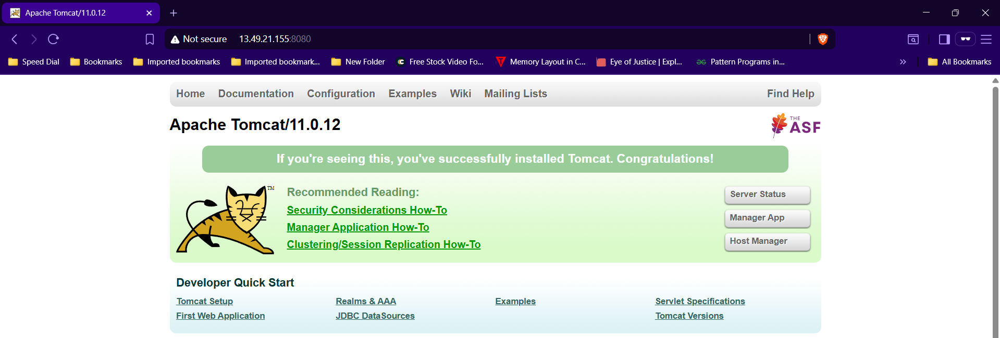 Apache Tomcat/11.0.12
Not secure 13.49.21.155:8080
Speed Dial Bookmarks Imported bookmarks Imported bookmark... New Folder Free Stock Video Fo... Memory Layout in C... Eye of Justice | Expl... Pattern Programs in... » All Bookmarks
Home Documentation Configuration Examples Wiki Mailing Lists Find Help
Apache Tomcat/11.0.12
THE ASF
If you're seeing this, you've successfully installed Tomcat. Congratulations!
TM
Recommended Reading:
Security Considerations How-To
Manager Application How-To
Clustering/Session Replication How-To
Server Status
Manager App
Host Manager
Developer Quick Start
Tomcat Setup Realms & AAA Examples Servlet Specifications
First Web Application JDBC DataSources Tomcat Versions